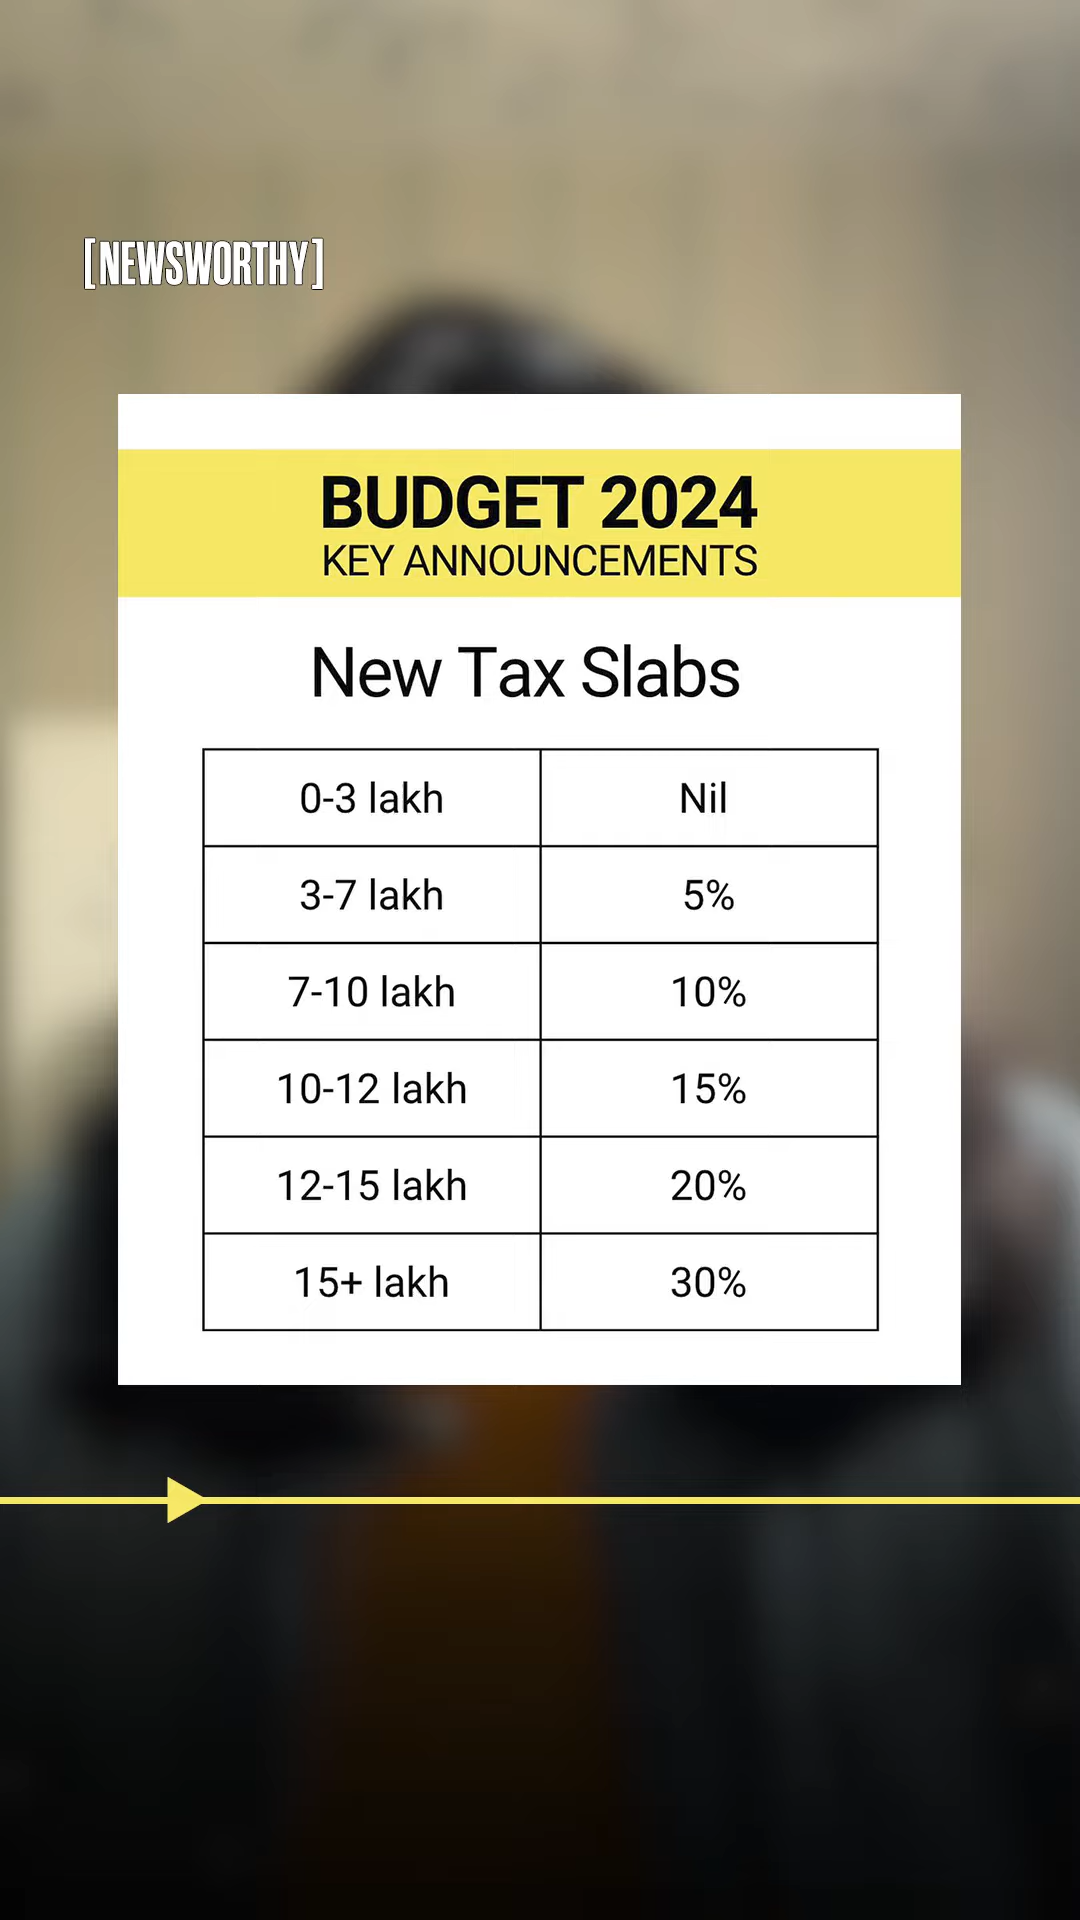 [NEWSWORTHY]
BUDGET 2024
KEY ANNOUNCEMENTS
New Tax Slabs
0-3 lakh Nil
3-7 lakh 5%
7-10 lakh 10%
10-12 lakh 15%
12-15 lakh 20%
15+ lakh 30%